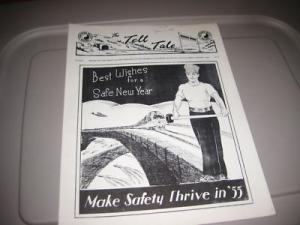 The
Tell
Tale
Best Wishes
for a
Safe New Year
Make Safety Thrive in '55